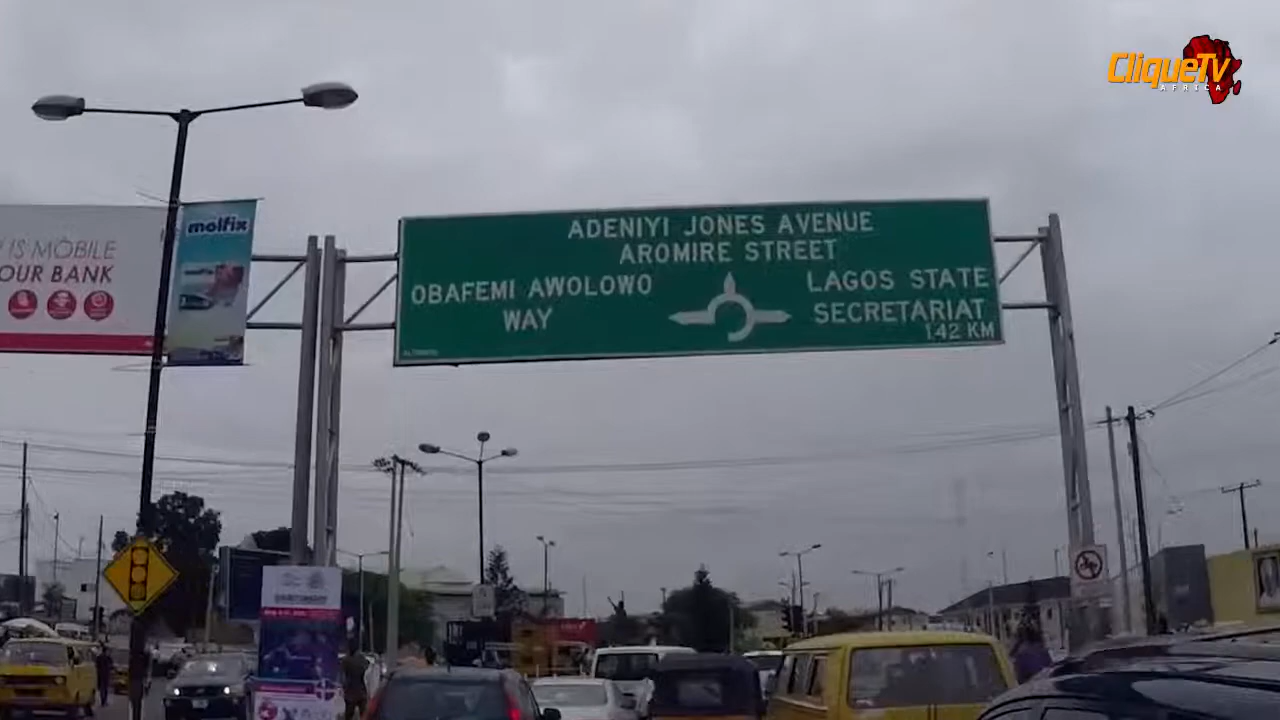 CliqueTv
AFRICA
molfix
IS MOBILE
OUR BANK
ADENIYI JONES AVENUE
AROMIRE STREET
OBAFEMI AWOLOWO
WAY
LAGOS STATE
SECRETARIAT
1.42 KM